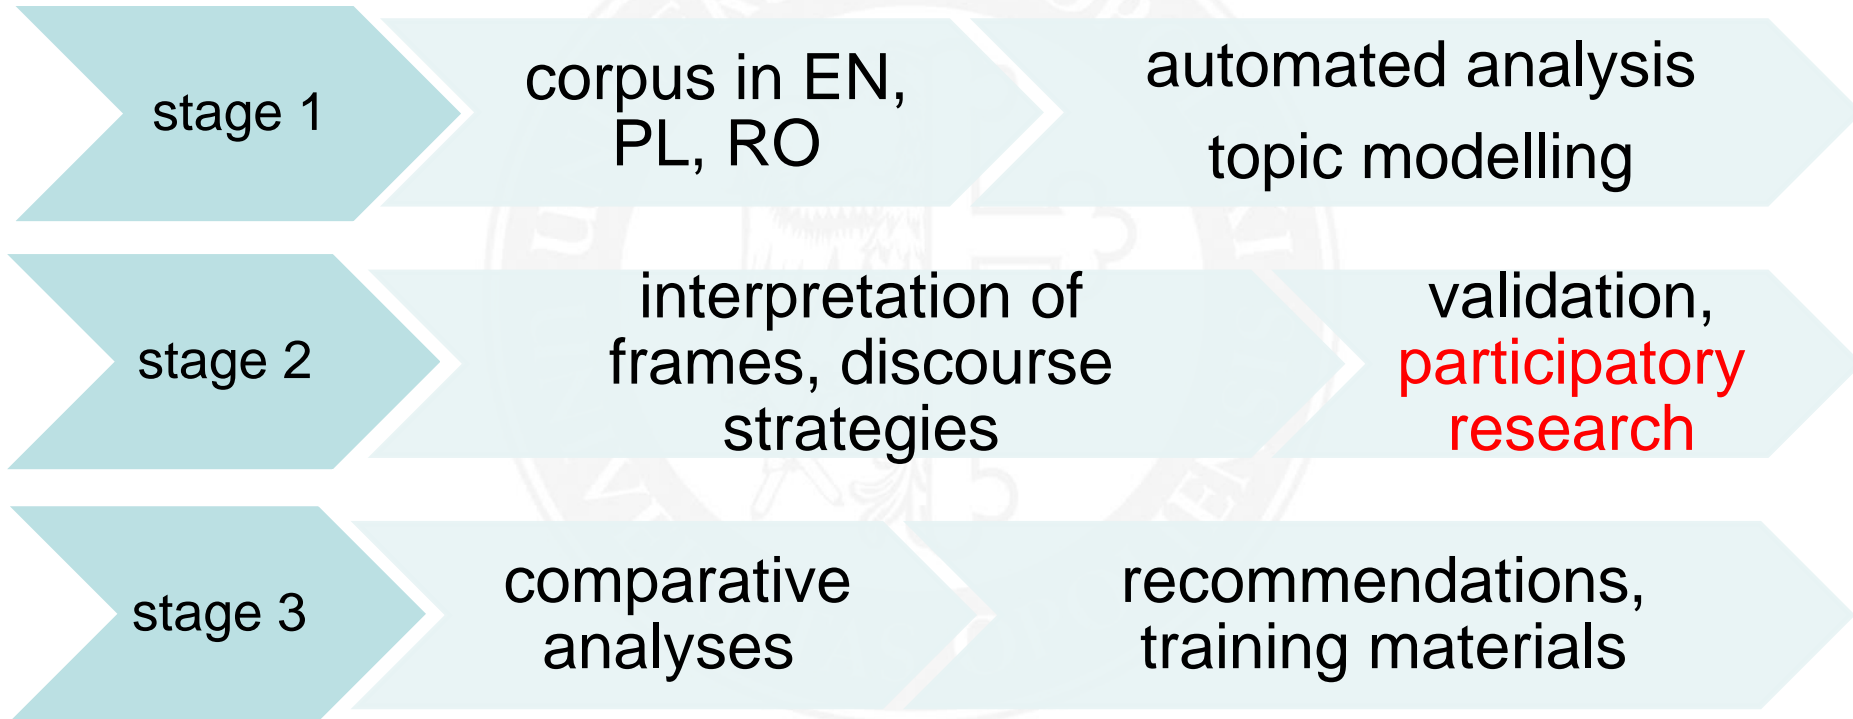 stage 1
corpus in EN,
PL, RO
automated analysis
topic modelling
stage 2
interpretation of
frames, discourse
strategies
validation,
participatory
research
stage 3
comparative
analyses
recommendations,
training materials